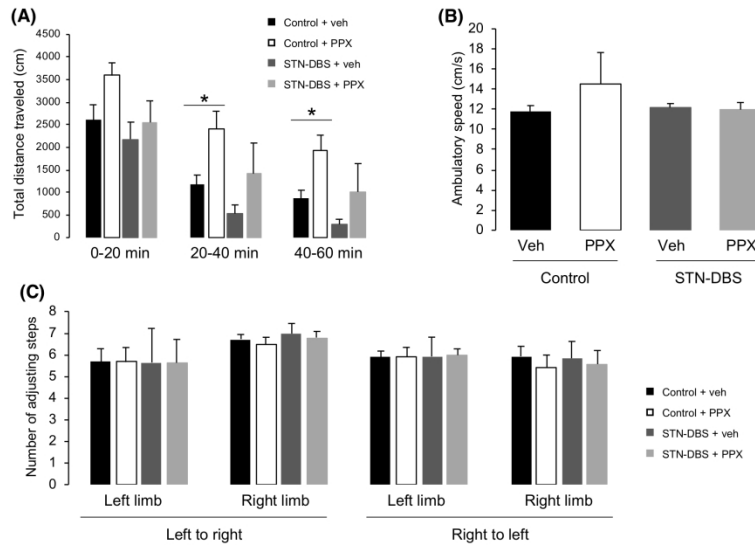 (A)
Total distance traveled (cm)
4500
4000
3500
3000
2500
2000
1500
1000
500
0
Control + veh
Control + PPX
STN-DBS + veh
STN-DBS + PPX
*
*
0-20 min 20-40 min 40-60 min
(B)
Ambulatory speed (cm/s)
20
18
16
14
12
10
8
6
4
2
0
Veh PPX Veh PPX
Control STN-DBS
(C)
Number of adjusting steps
8
7
6
5
4
3
2
1
0
Left limb Right limb Left limb Right limb
Left to right Right to left
Control + veh
Control + PPX
STN-DBS + veh
STN-DBS + PPX